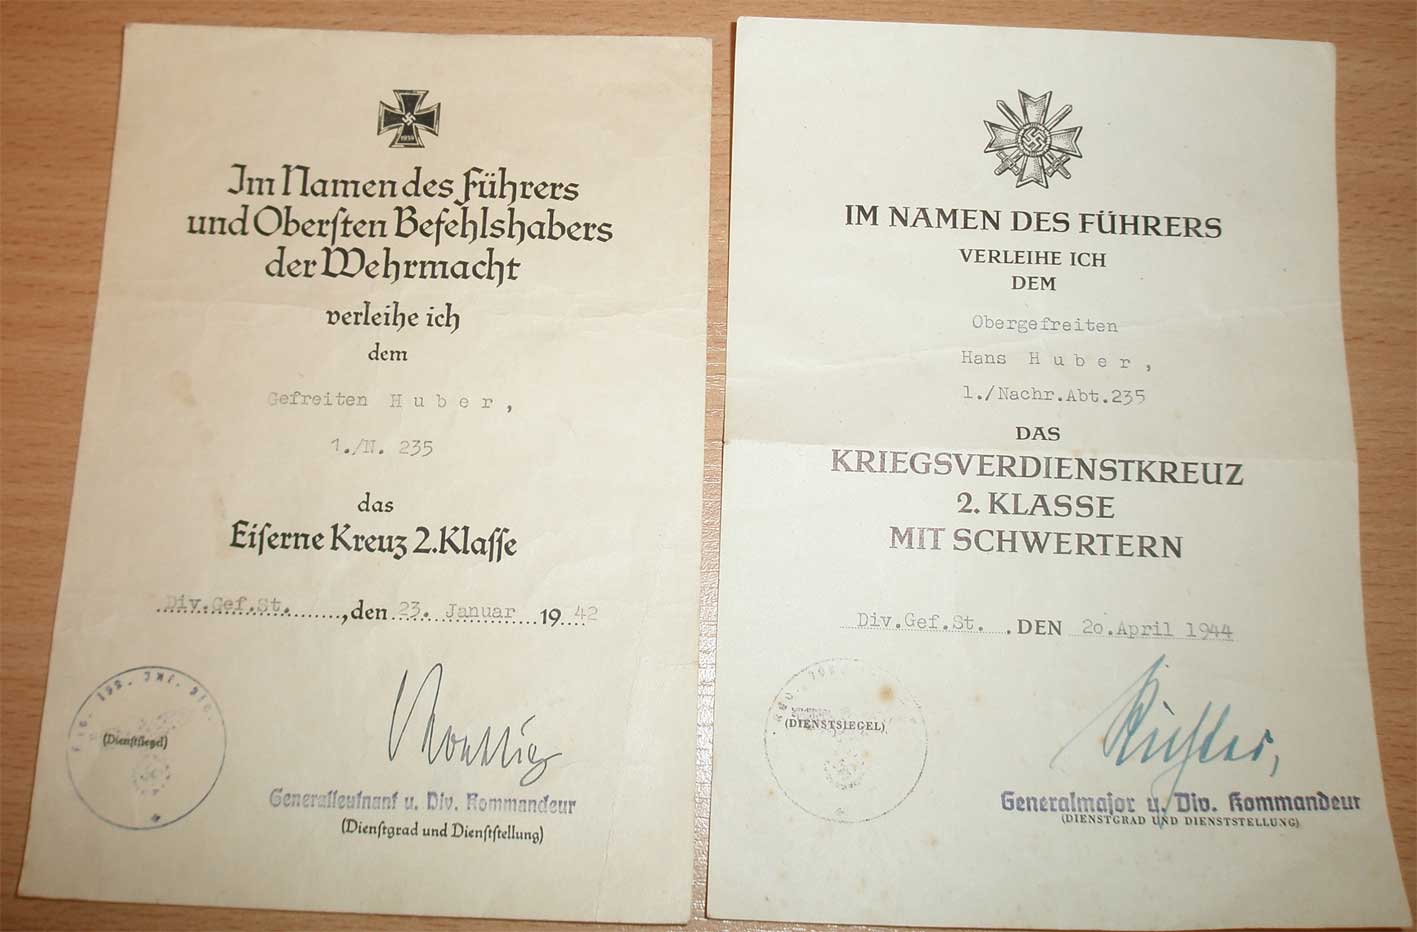 1939
Im Namen des Führers
und Oberſten Befehlshabers
der Wehrmacht
verleihe ich
dem
Gefreiten Huber,
1./N. 235
das
Eiſerne Kreuz 2. Klaſſe
Div.Gef.St. , den 23. Januar 1942
(Dienſtſiegel)
Generalleutnant u. Div. Kommandeur
(Dienſtgrad und Dienſtſtellung)
IM NAMEN DES FÜHRERS
VERLEIHE ICH
DEM
Obergefreiten
Hans Huber,
1./Nachr.Abt.235
DAS
KRIEGSVERDIENSTKREUZ
2. KLASSE
MIT SCHWERTERN
Div.Gef.St. , DEN 20.April 1944
(DIENSTSIEGEL)
Richter,
Generalmajor u. Div. Kommandeur
(DIENSTGRAD UND DIENSTSTELLUNG)